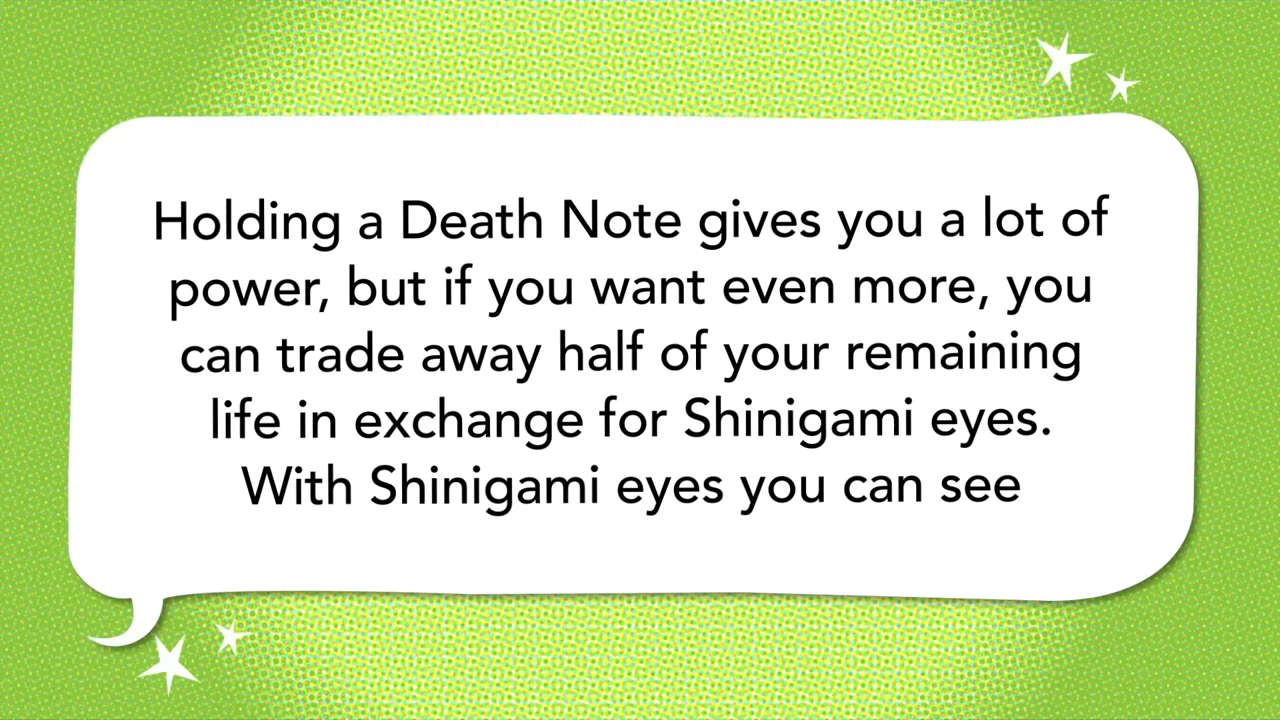 Holding a Death Note gives you a lot of
power, but if you want even more, you
can trade away half of your remaining
life in exchange for Shinigami eyes.
With Shinigami eyes you can see